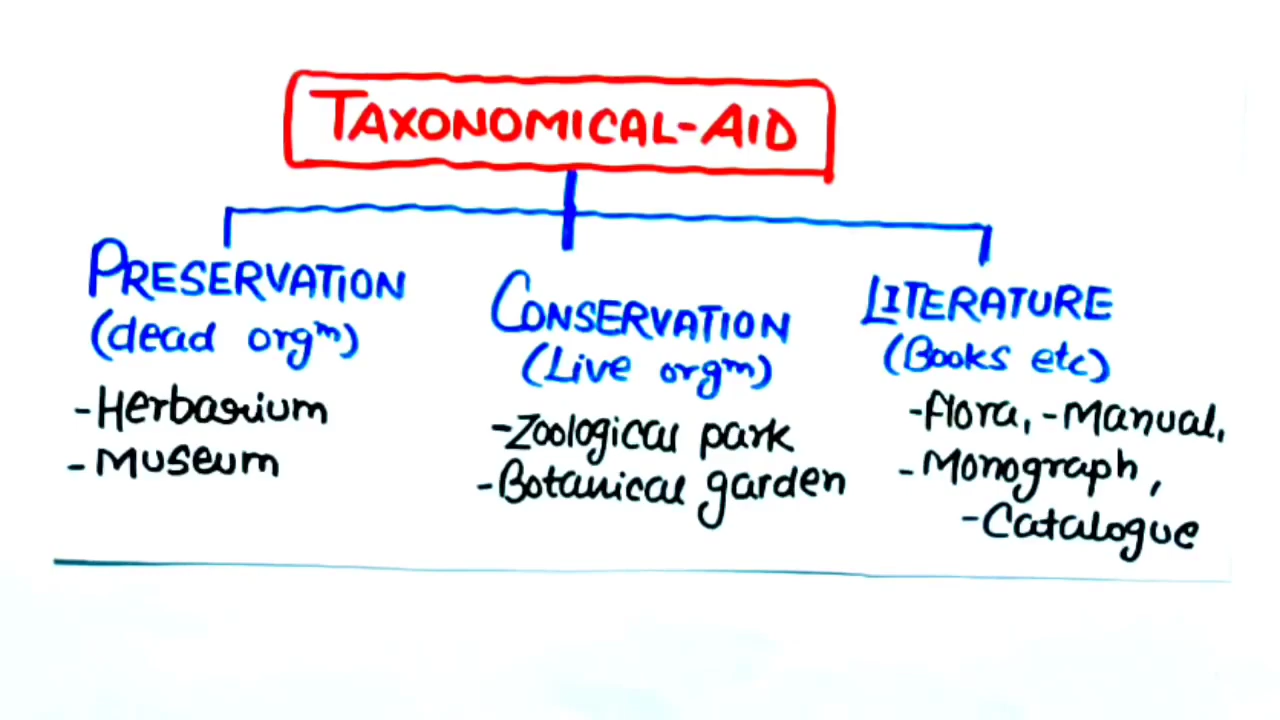 TAXONOMICAL-AID
PRESERVATION
(dead orgm)
-Herbarium
-Museum
CONSERVATION
(Live orgm)
-Zoological park
-Botanical garden
LITERATURE
(Books etc)
-flora, -Manual,
-Monograph,
-Catalogue